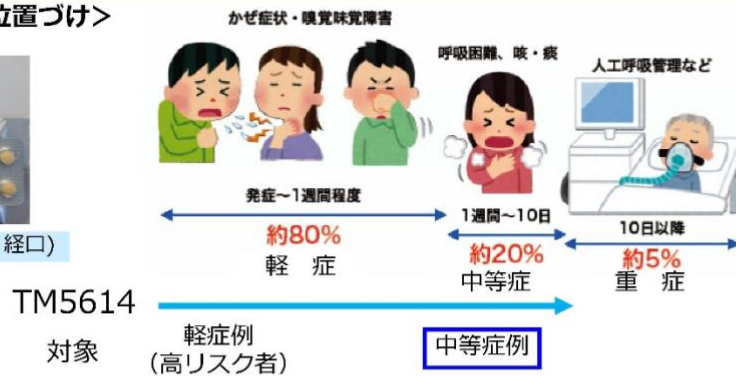 位置づけ>
かぜ症状・嗅覚味覚障害
呼吸困難、咳・痰
人工呼吸管理など
発症～1週間程度
1週間～10日
10日以降
約80%
軽 症
約20%
中等症
約5%
重 症
経口)
TM5614
対象
軽症例
(高リスク者)
中等症例